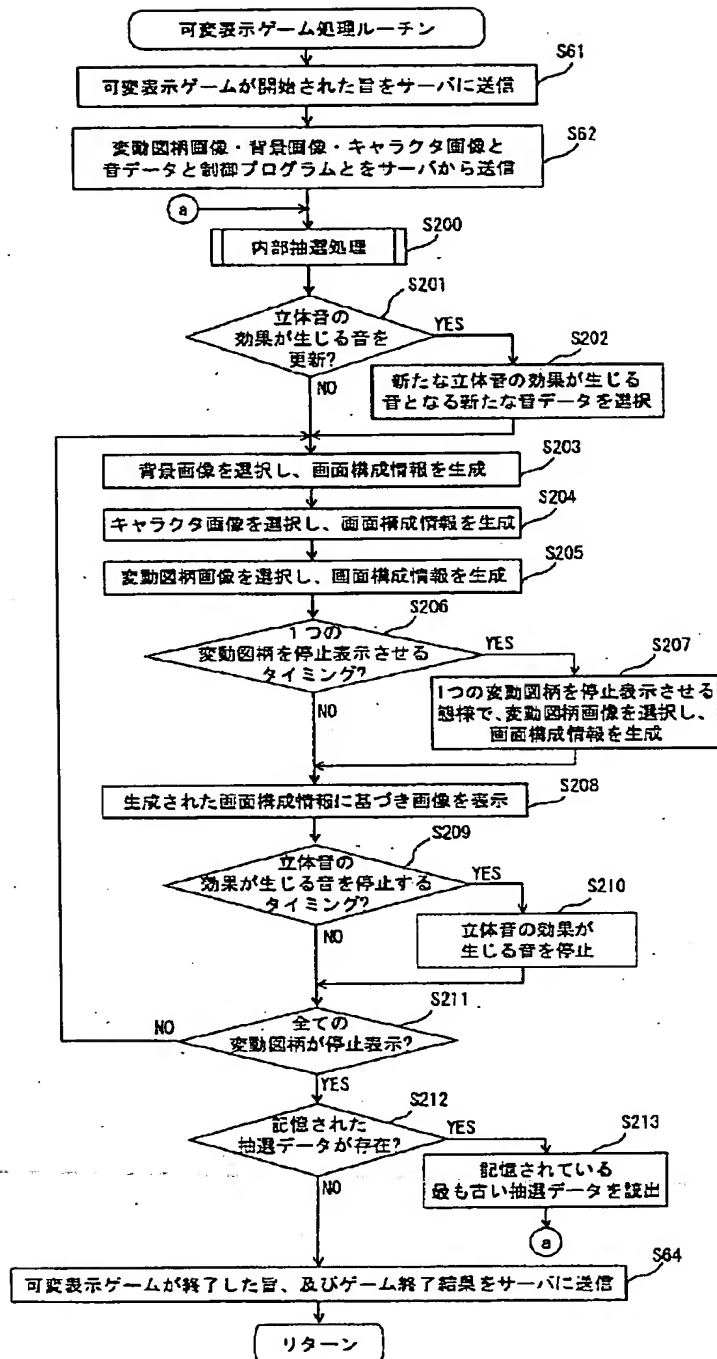 可変表示ゲーム処理ルーチン
S61
可変表示ゲームが開始された旨をサーバに送信
S62
変動図柄画像・背景画像・キャラクタ画像と
音データと制御プログラムとをサーバから送信
a
S200
内部抽選処理
S201
立体音の
効果が生じる音を
更新?
YES
NO
S202
新たな立体音の効果が生じる
音となる新たな音データを選択
S203
背景画像を選択し、画面構成情報を生成
S204
キャラクタ画像を選択し、画面構成情報を生成
S205
変動図柄画像を選択し、画面構成情報を生成
S206
1つの
変動図柄を停止表示させる
タイミング?
YES
NO
S207
1つの変動図柄を停止表示させる
態様で、変動図柄画像を選択し、
画面構成情報を生成
S208
生成された画面構成情報に基づき画像を表示
S209
立体音の
効果が生じる音を停止する
タイミング?
YES
NO
S210
立体音の効果が
生じる音を停止
S211
全ての
変動図柄が停止表示?
NO
YES
S212
記憶された
抽選データが存在?
YES
NO
S213
記憶されている
最も古い抽選データを読出
a
S64
可変表示ゲームが終了した旨、及びゲーム終了結果をサーバに送信
リターン